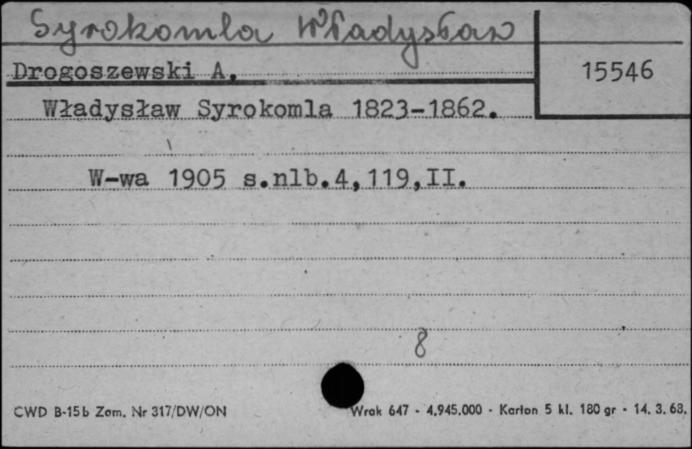 Syrokomla Władysław
Drogoszewski A.
15546
Władysław Syrokomla 1823-1862.
W-wa 1905 s.nlb.4,119,II.
8
CWD B-15b Zam. Nr 317/DW/ON
Wrak 647 - 4.945.000 - Karton 5 kl. 180 gr - 14. 3. 68.